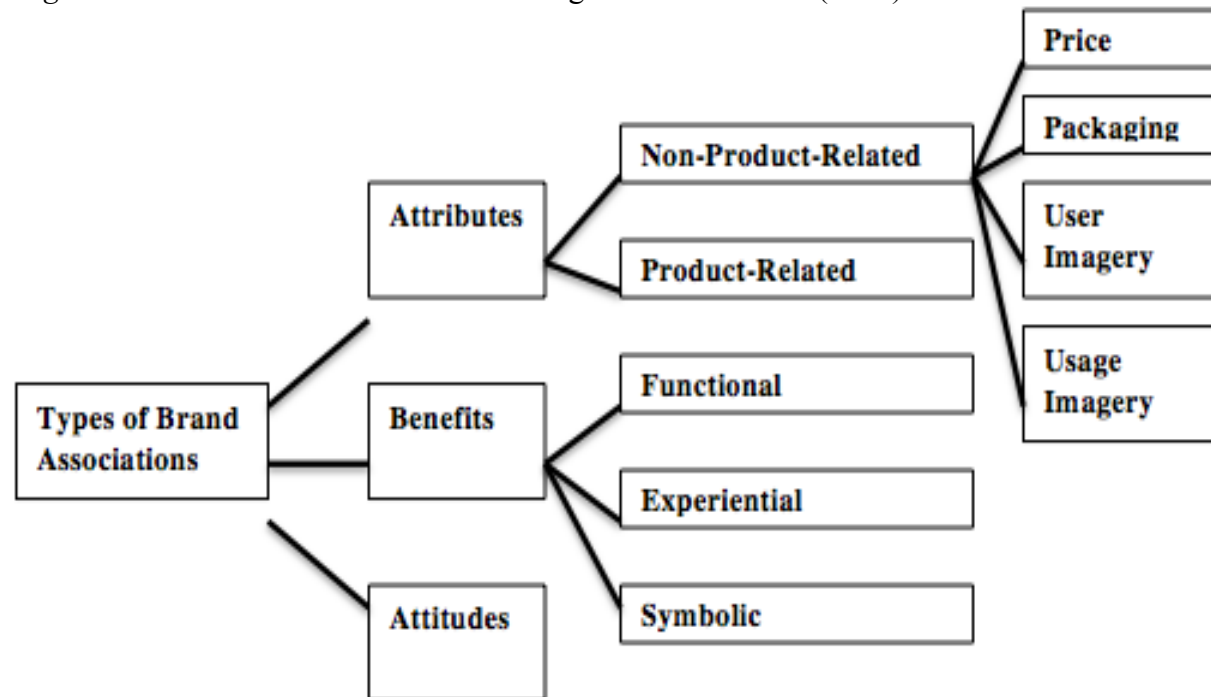 Price
Packaging
Non-Product-Related
Attributes
User
Imagery
Product-Related
Usage
Imagery
Functional
Types of Brand
Associations
Benefits
Experiential
Attitudes
Symbolic